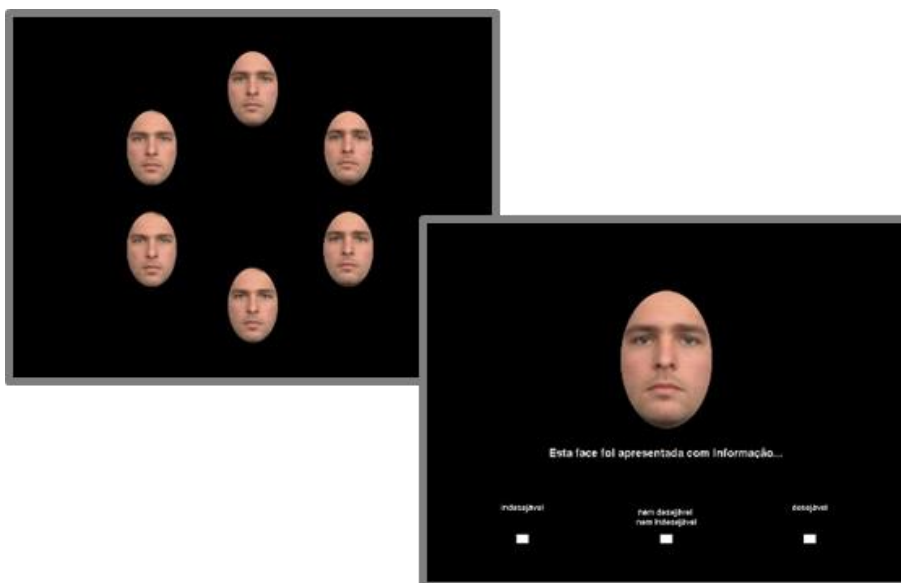 Esta face foi apresentada com informação...
indesejável
nem desejável
nem indesejável
desejável